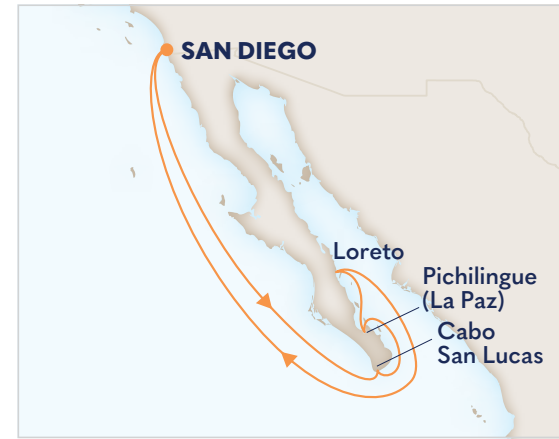 SAN DIEGO
Loreto
Pichilingue
(La Paz)
Cabo
San Lucas